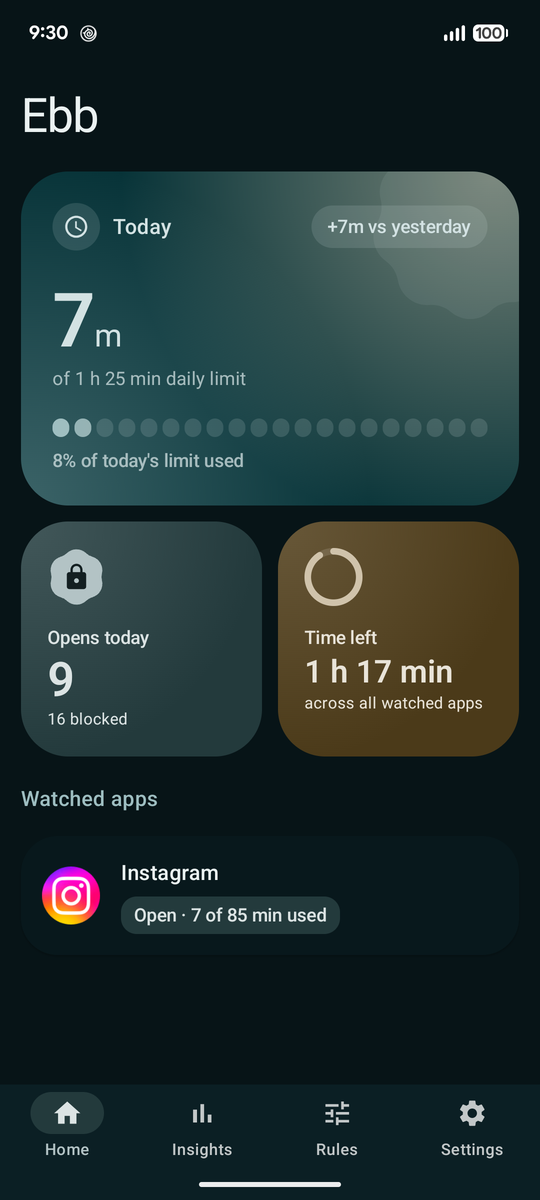 9:30
100
Ebb
Today
+7m vs yesterday
7m
of 1 h 25 min daily limit
8% of today's limit used
Opens today
9
16 blocked
Time left
1 h 17 min
across all watched apps
Watched apps
Instagram
Open · 7 of 85 min used
Home
Insights
Rules
Settings